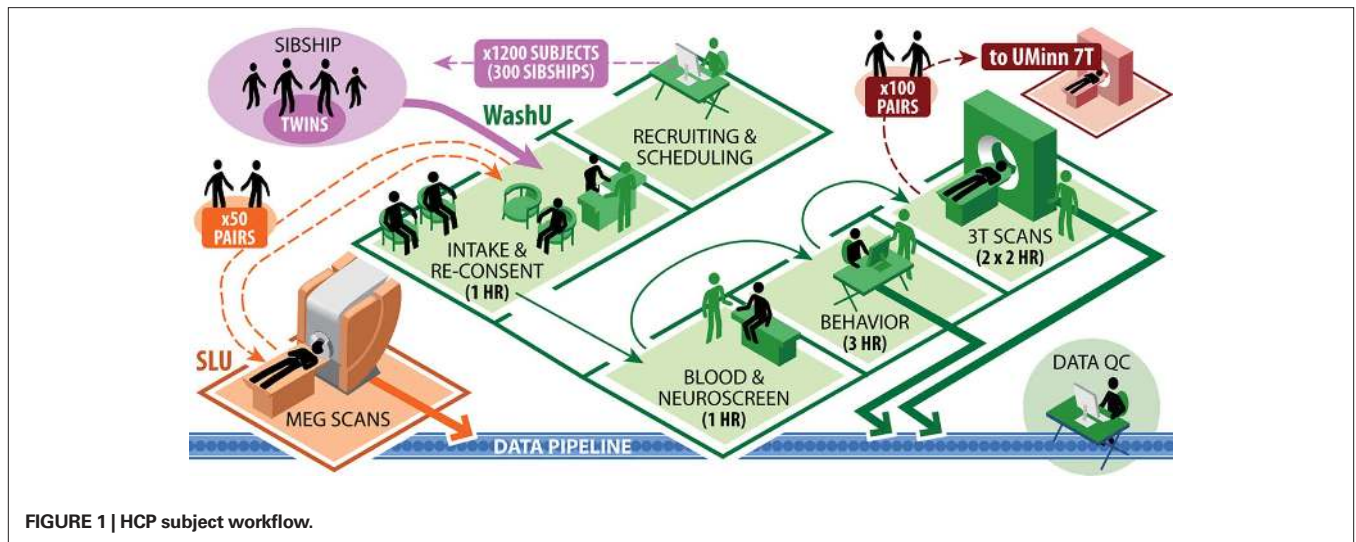 SIBSHIP
TWINS
x1200 SUBJECTS
(300 SIBSHIPS)
WashU
RECRUITING &
SCHEDULING
x100
PAIRS
to UMinn 7T
x50
PAIRS
INTAKE &
RE-CONSENT
(1 HR)
3T SCANS
(2 x 2 HR)
BEHAVIOR
(3 HR)
BLOOD &
NEUROSCREEN
(1 HR)
SLU
MEG SCANS
DATA QC
DATA PIPELINE
FIGURE 1 | HCP subject workflow.